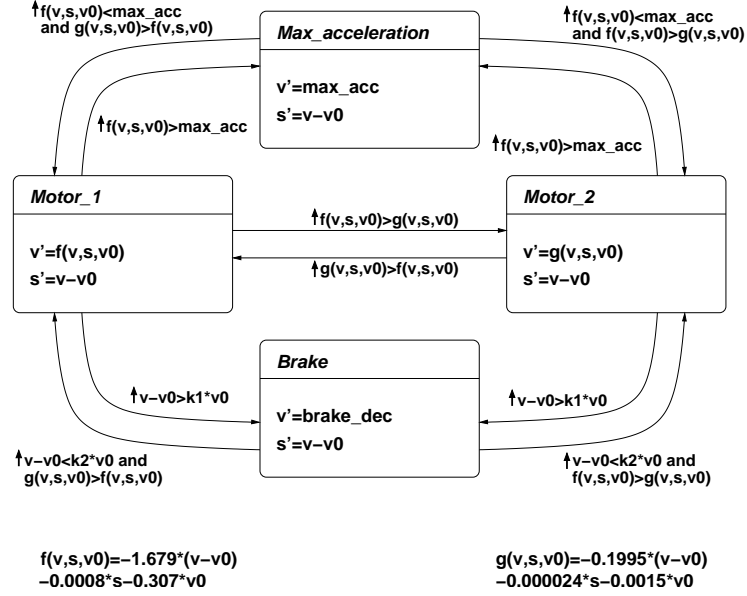 ↑f(v,s,v0)<max_acc
and g(v,s,v0)>f(v,s,v0)
Max_acceleration
v'=max_acc
s'=v−v0
↑f(v,s,v0)<max_acc
and f(v,s,v0)>g(v,s,v0)
↑f(v,s,v0)>max_acc
↑f(v,s,v0)>max_acc
Motor_1
v'=f(v,s,v0)
s'=v−v0
↑f(v,s,v0)>g(v,s,v0)
↑g(v,s,v0)>f(v,s,v0)
Motor_2
v'=g(v,s,v0)
s'=v−v0
Brake
v'=brake_dec
s'=v−v0
↑v−v0>k1*v0
↑v−v0>k1*v0
↑v−v0<k2*v0 and
g(v,s,v0)>f(v,s,v0)
↑v−v0<k2*v0 and
f(v,s,v0)>g(v,s,v0)
f(v,s,v0)=−1.679*(v−v0)
−0.0008*s−0.307*v0
g(v,s,v0)=−0.1995*(v−v0)
−0.000024*s−0.0015*v0